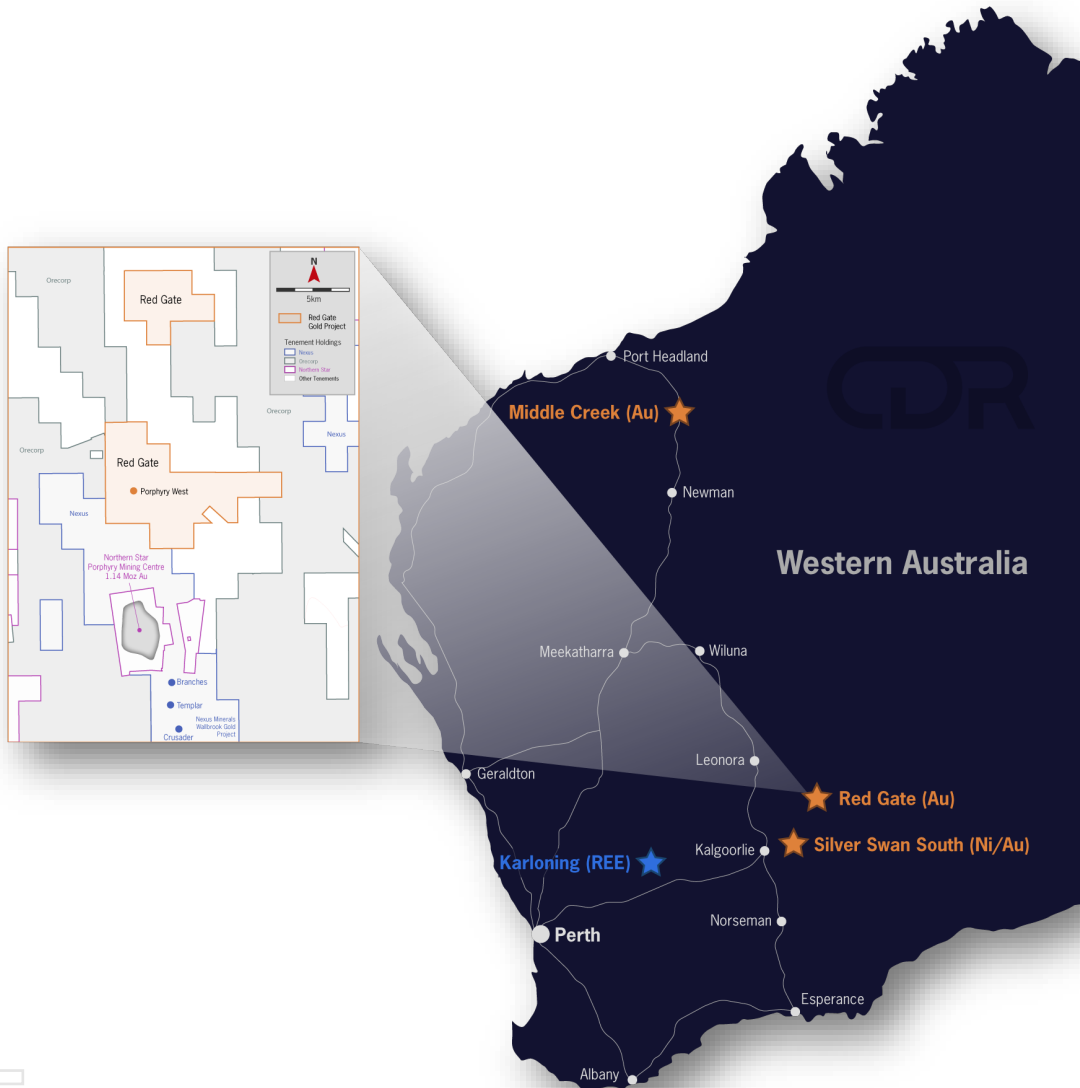 Port Headland
CDR
Middle Creek (Au)
Newman
Western Australia
Meekatharra
Wiluna
Leonora
Geraldton
Red Gate (Au)
Silver Swan South (Ni/Au)
Kalgoorlie
Karloning (REE)
Norseman
Perth
Esperance
Albany
N
5km
Red Gate
Gold Project
Tenement Holdings
Nexus
Orecorp
Northern Star
Other Tenements
Orecorp
Red Gate
Orecorp
Nexus
Orecorp
Red Gate
Porphyry West
Nexus
Northern Star
Porphyry Mining Centre
1.14 Moz Au
Branches
Templar
Nexus Minerals
Wallbrook Gold
Project
Crusader